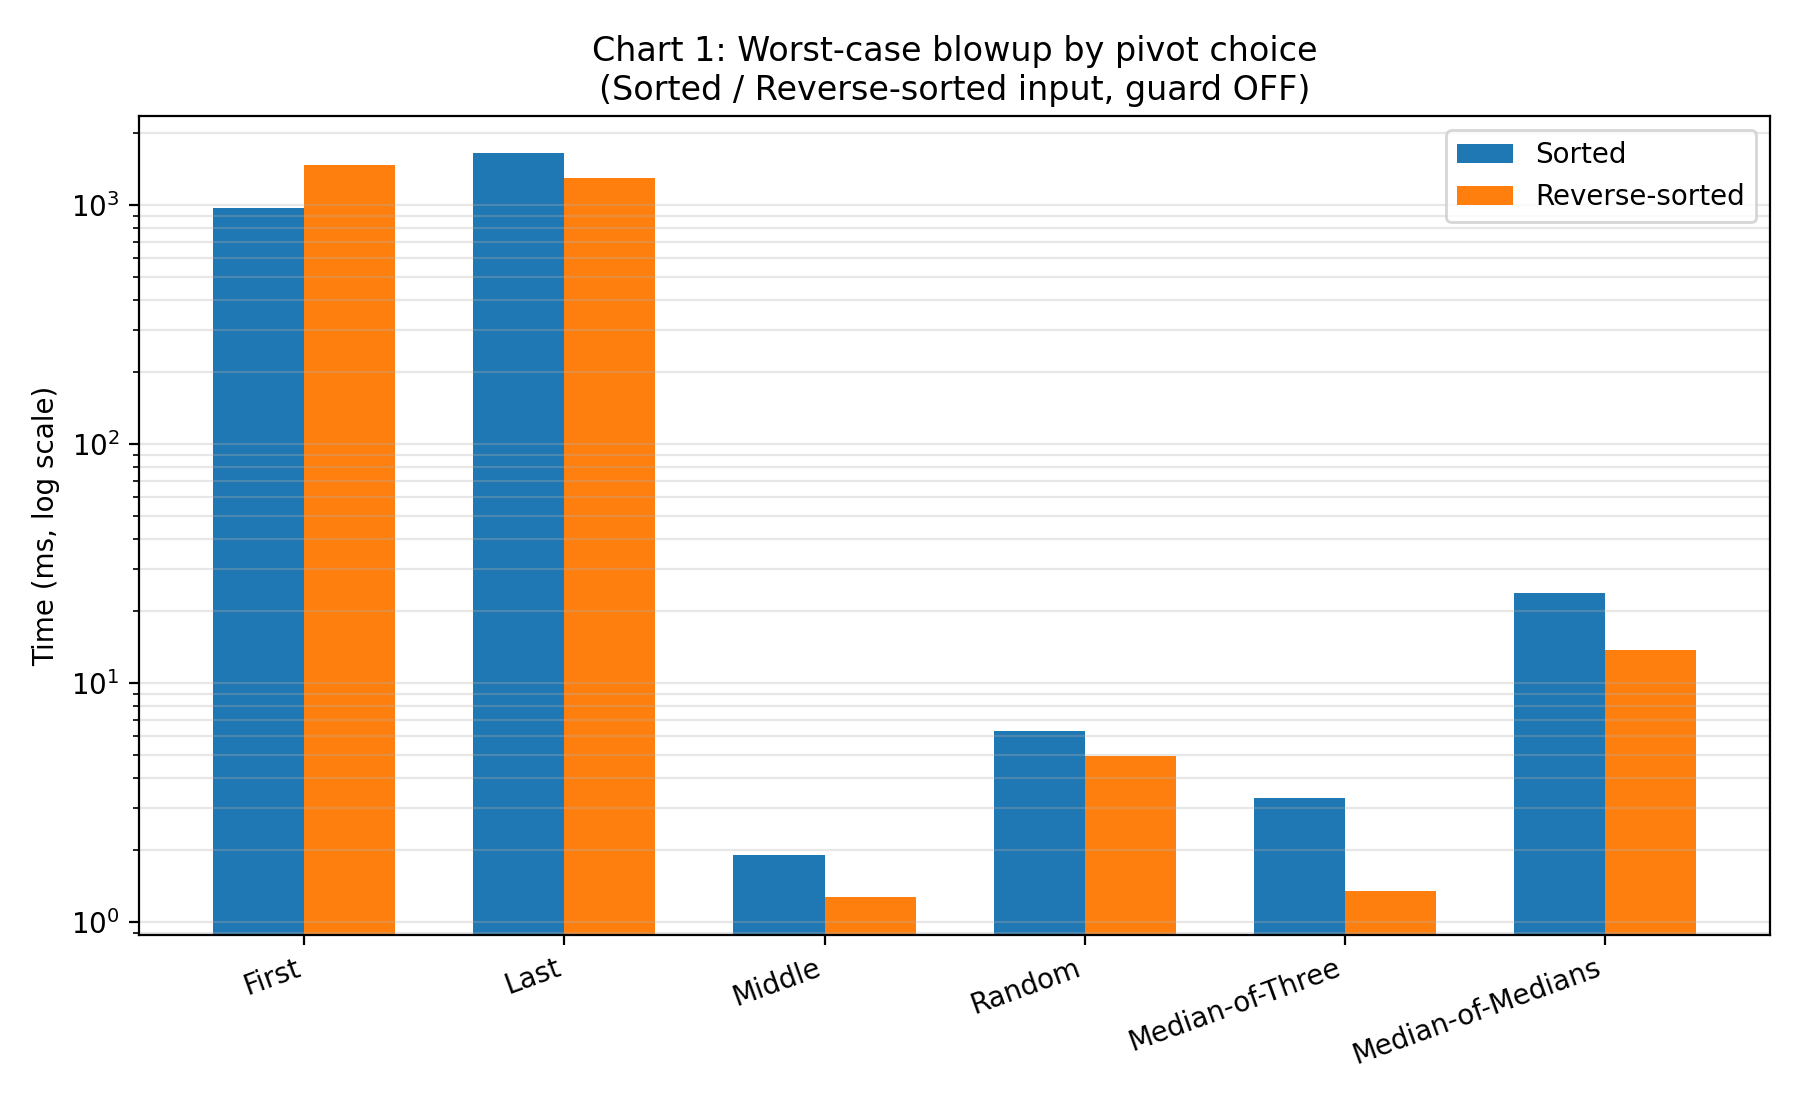 Chart 1: Worst-case blowup by pivot choice
(Sorted / Reverse-sorted input, guard OFF)
Sorted
Reverse-sorted
Time (ms, log scale)
10³
10²
10¹
10⁰
First
Last
Middle
Random
Median-of-Three
Median-of-Medians